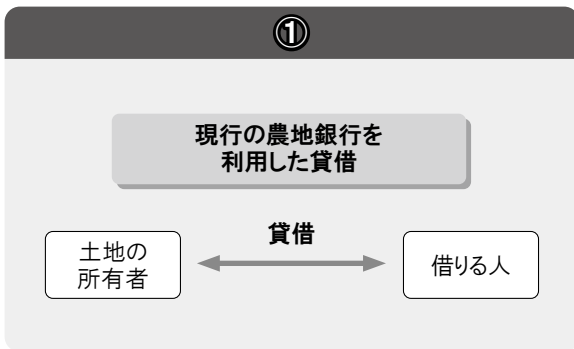 ①
現行の農地銀行を
利用した貸借
貸借
土地の
所有者
借りる人